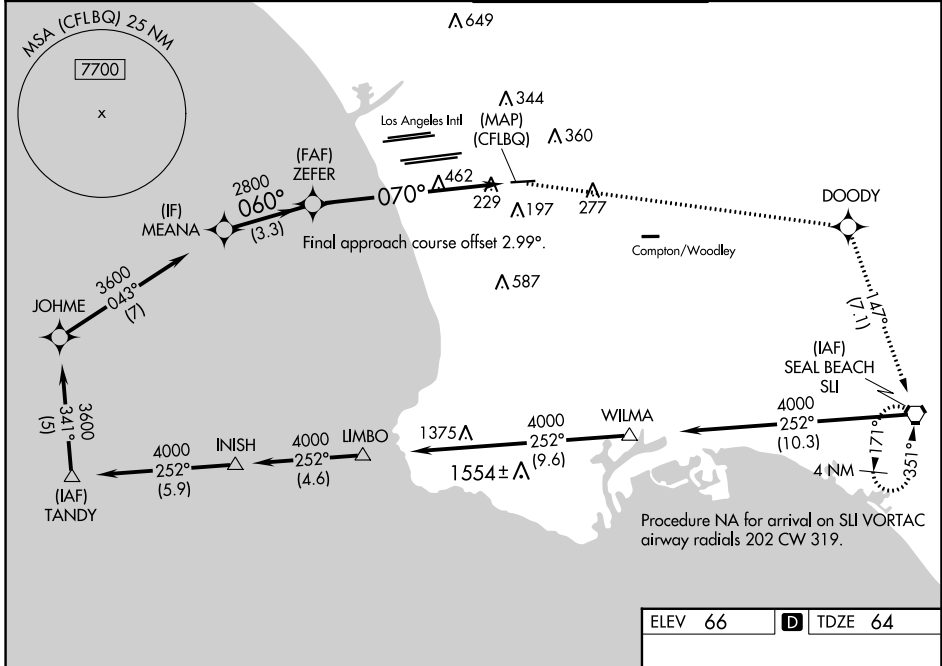 MSA (CFLBQ) 25 NM
7700
x
649
344
(MAP)
(CFLBQ)
360
Los Angeles Intl
(FAF)
ZEFER
462
229
197
277
DOODY
2800
060°
(3.3)
070°
(IF)
MEANA
Final approach course offset 2.99°.
Compton/Woodley
587
3600
043°
(7)
JOHME
147°
(7.1)
(IAF)
SEAL BEACH
SLI
3600
341°
(5)
4000
252°
(5.9)
INISH
4000
252°
(4.6)
LIMBO
1375
4000
252°
(9.6)
1554±
WILMA
4000
252°
(10.3)
171°
351°
4 NM
(IAF)
TANDY
Procedure NA for arrival on SLI VORTAC
airway radials 202 CW 319.
ELEV 66 D TDZE 64